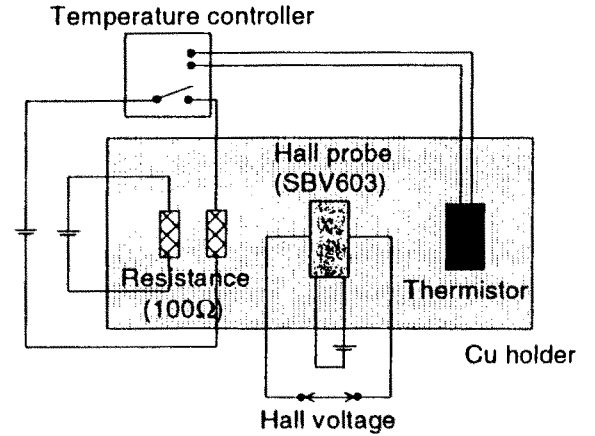 Temperature controller
Hall probe
(SBV603)
Resistance
(100Ω)
Thermistor
Cu holder
Hall voltage